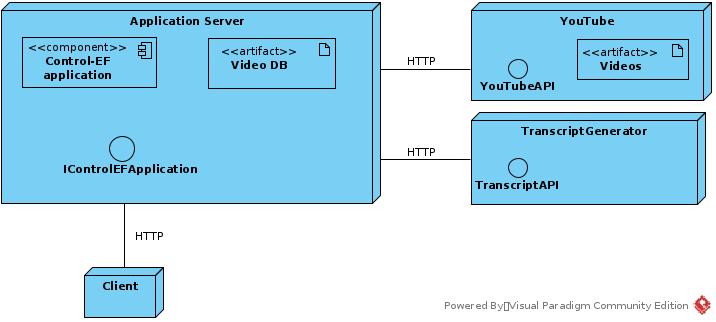 Application Server
<<component>>
Control-EF
application
<<artifact>>
Video DB
IControlEFApplication
HTTP
YouTube
YouTubeAPI
<<artifact>>
Videos
HTTP
TranscriptGenerator
TranscriptAPI
HTTP
Client
Powered By▯Visual Paradigm Community Edition